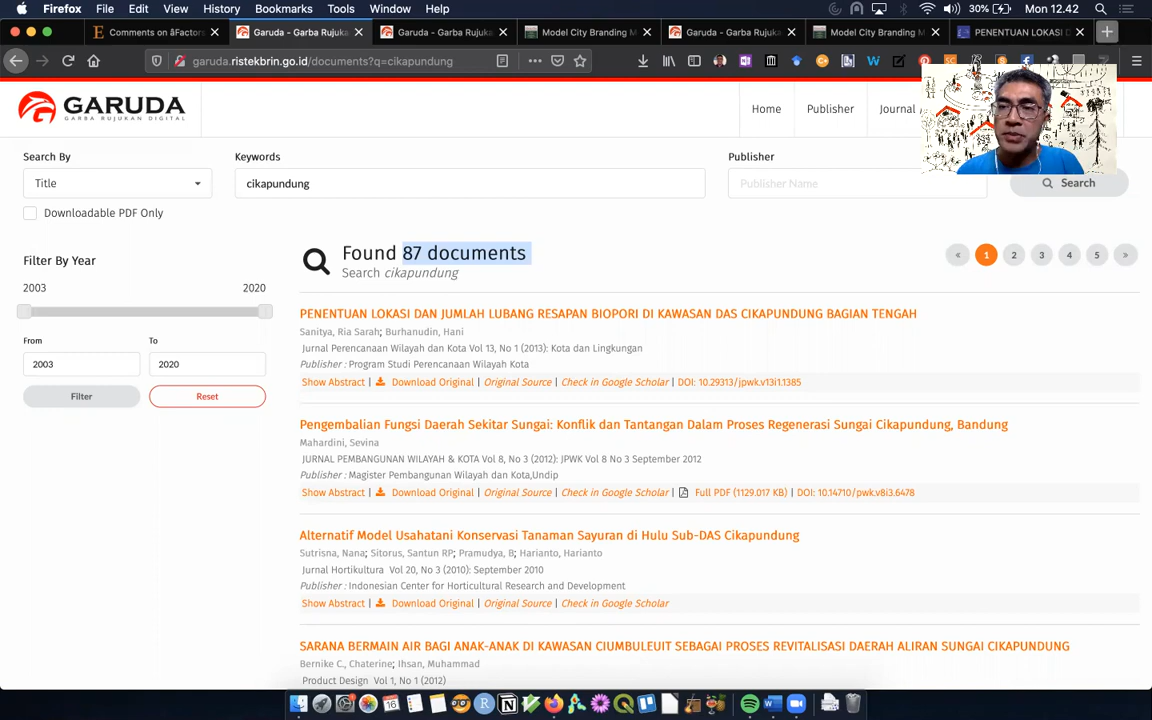 Firefox File Edit View History Bookmarks Tools Window Help 30% Mon 12.42
Comments on âFactors Garuda - Garba Rujuka Garuda - Garba Rujuka Model City Branding M Garuda - Garba Rujuka Model City Branding M PENENTUAN LOKASI D
garuda.ristekbrin.go.id/documents?q=cikapundung
GARUDA
GARBA RUJUKAN DIGITAL
Home Publisher Journal
Search By Keywords Publisher
Title cikapundung Publisher Name Search
Downloadable PDF Only
Filter By Year
2003 2020
From To
2003 2020
Filter Reset
Found 87 documents
Search cikapundung
« 1 2 3 4 5 »
PENENTUAN LOKASI DAN JUMLAH LUBANG RESAPAN BIOPORI DI KAWASAN DAS CIKAPUNDUNG BAGIAN TENGAH
Sanitya, Ria Sarah; Burhanudin, Hani
Jurnal Perencanaan Wilayah dan Kota Vol 13, No 1 (2013): Kota dan Lingkungan
Publisher : Program Studi Perencanaan Wilayah Kota
Show Abstract | Download Original | Original Source | Check in Google Scholar | DOI: 10.29313/jpwk.v13i1.1385
Pengembalian Fungsi Daerah Sekitar Sungai: Konflik dan Tantangan Dalam Proses Regenerasi Sungai Cikapundung, Bandung
Mahardini, Sevina
JURNAL PEMBANGUNAN WILAYAH & KOTA Vol 8, No 3 (2012): JPWK Vol 8 No 3 September 2012
Publisher : Magister Pembangunan Wilayah dan Kota,Undip
Show Abstract | Download Original | Original Source | Check in Google Scholar | Full PDF (1129.017 KB) | DOI: 10.14710/pwk.v8i3.6478
Alternatif Model Usahatani Konservasi Tanaman Sayuran di Hulu Sub-DAS Cikapundung
Sutrisna, Nana; Sitorus, Santun RP; Pramudya, B; Harianto, Harianto
Jurnal Hortikultura Vol 20, No 3 (2010): September 2010
Publisher : Indonesian Center for Horticultural Research and Development
Show Abstract | Download Original | Original Source | Check in Google Scholar
SARANA BERMAIN AIR BAGI ANAK-ANAK DI KAWASAN CIUMBULEUIT SEBAGAI PROSES REVITALISASI DAERAH ALIRAN SUNGAI CIKAPUNDUNG
Bernike C., Chaterine; Ihsan, Muhammad
Product Design Vol 1, No 1 (2012)